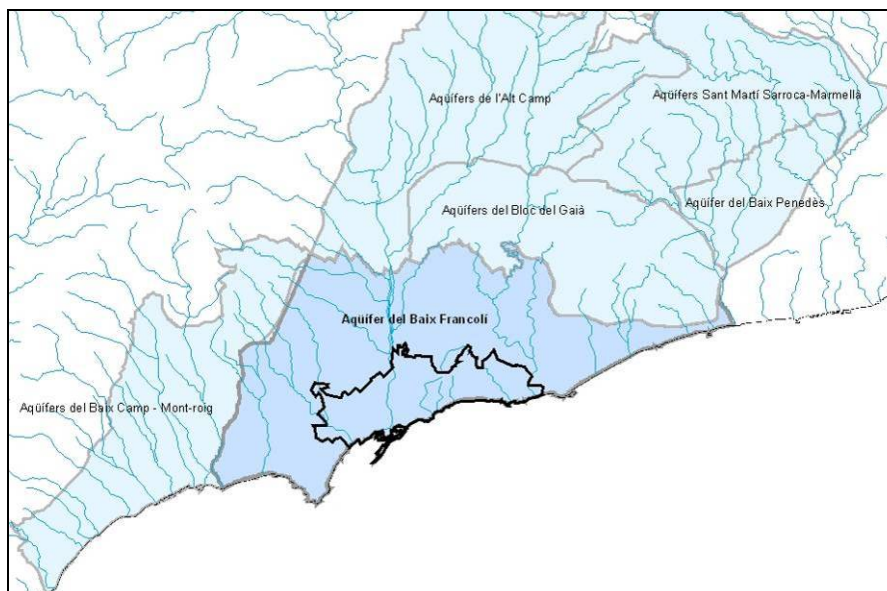 Aqüífers de l'Alt Camp
Aqüífers Sant Martí Sarroca-Marmellà
Aqüífers del Bloc del Gaià
Aqüífer del Baix Penedès
Aqüífer del Baix Francolí
Aqüífers del Baix Camp - Mont-roig